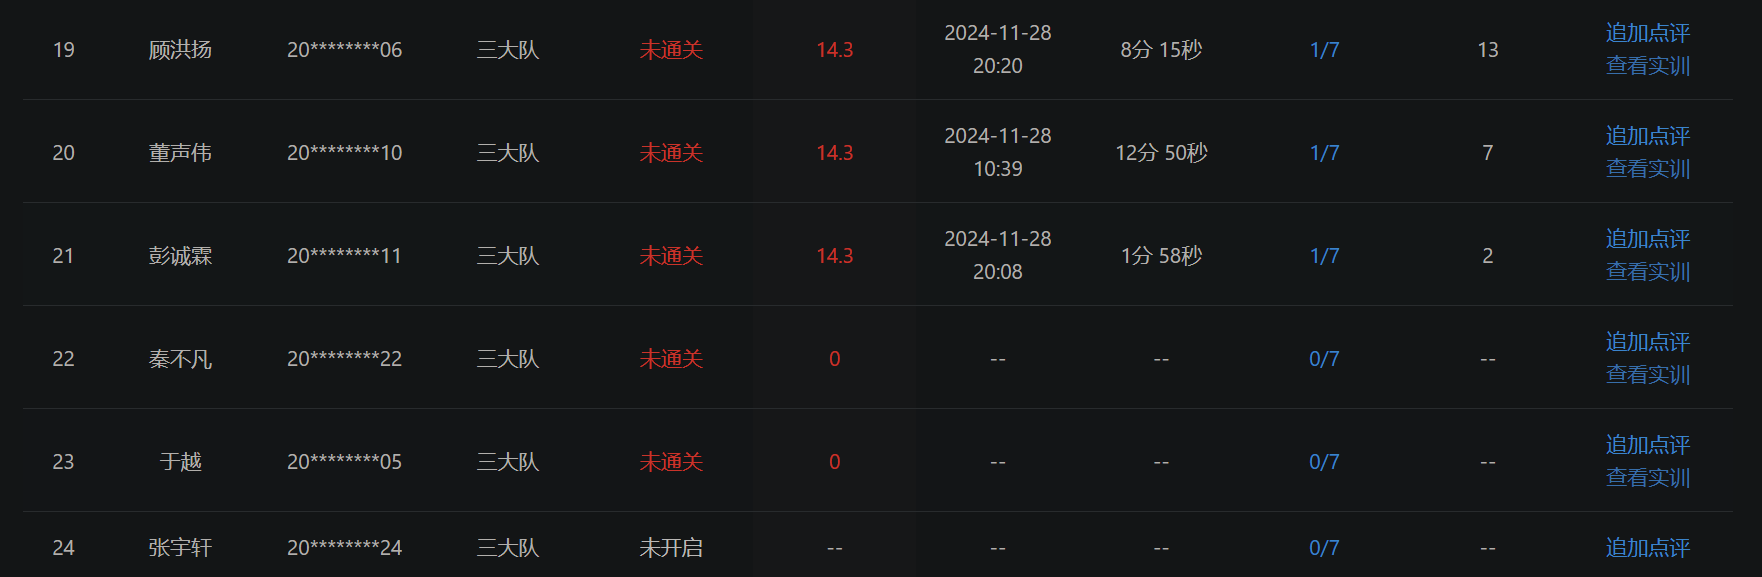 19 顾洪扬 20********06 三大队 未通关 14.3 2024-11-28 20:20 8分 15秒 1/7 13 追加点评 查看实训
20 董声伟 20********10 三大队 未通关 14.3 2024-11-28 10:39 12分 50秒 1/7 7 追加点评 查看实训
21 彭诚霖 20********11 三大队 未通关 14.3 2024-11-28 20:08 1分 58秒 1/7 2 追加点评 查看实训
22 秦不凡 20********22 三大队 未通关 0 -- -- 0/7 -- 追加点评 查看实训
23 于越 20********05 三大队 未通关 0 -- -- 0/7 -- 追加点评 查看实训
24 张宇轩 20********24 三大队 未开启 -- -- -- 0/7 -- 追加点评